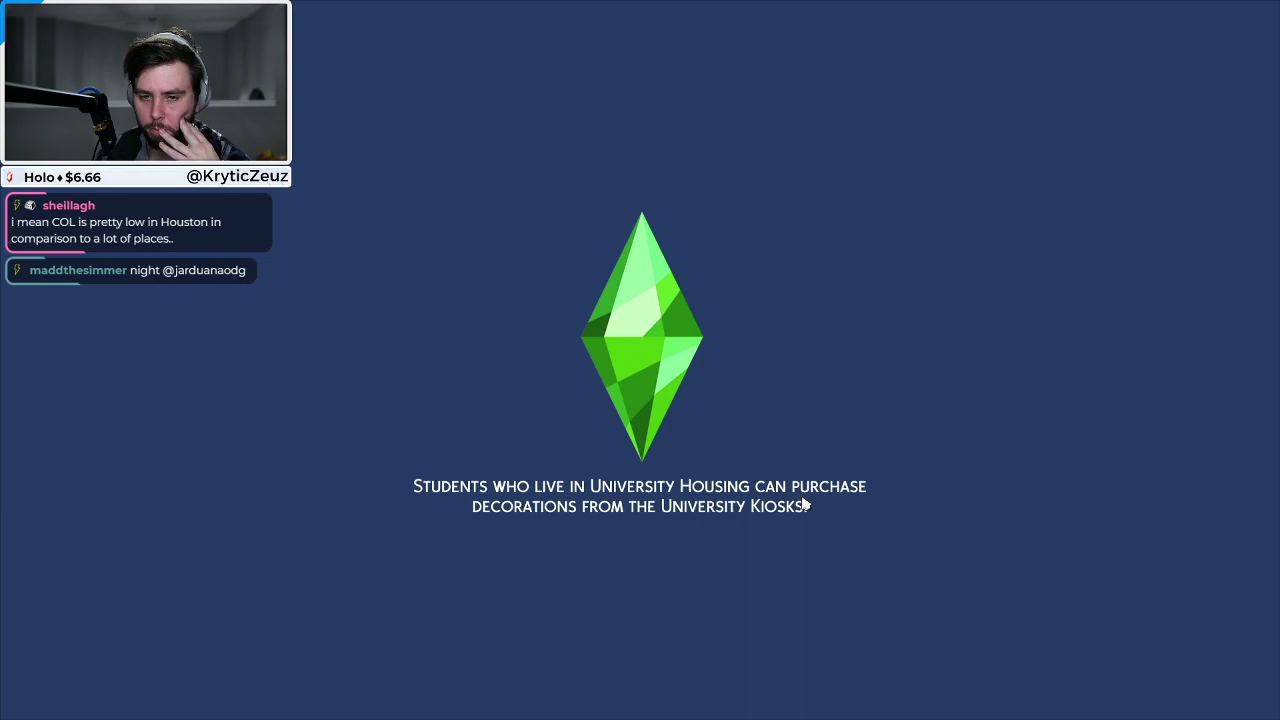 Holo ♦ $6.66 @KryticZeuz
sheillagh
i mean COL is pretty low in Houston in
comparison to a lot of places..
maddthesimmer night @jarduanaodg
Students who live in University Housing can purchase
decorations from the University Kiosks.